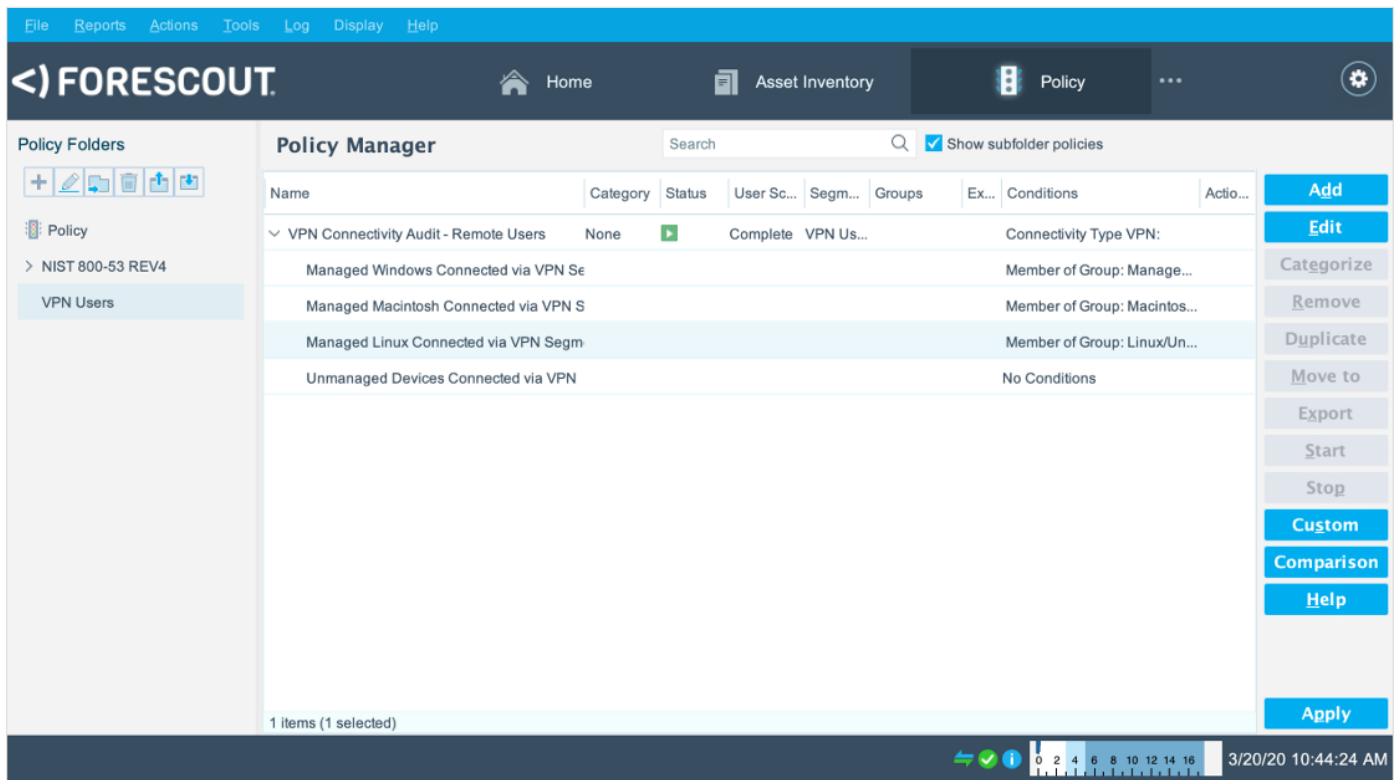 File Reports Actions Tools Log Display Help
<) FORESCOUT.
Home
Asset Inventory
Policy
...
Policy Folders
Policy Manager
Search
Show subfolder policies
Name Category Status User Sc... Segm... Groups Ex... Conditions Actio...
Policy
NIST 800-53 REV4
VPN Users
VPN Connectivity Audit - Remote Users None Complete VPN Us... Connectivity Type VPN:
Managed Windows Connected via VPN Se Member of Group: Manage...
Managed Macintosh Connected via VPN S Member of Group: Macintos...
Managed Linux Connected via VPN Segm Member of Group: Linux/Un...
Unmanaged Devices Connected via VPN No Conditions
Add
Edit
Categorize
Remove
Duplicate
Move to
Export
Start
Stop
Custom
Comparison
Help
Apply
1 items (1 selected)
0 2 4 6 8 10 12 14 16
3/20/20 10:44:24 AM